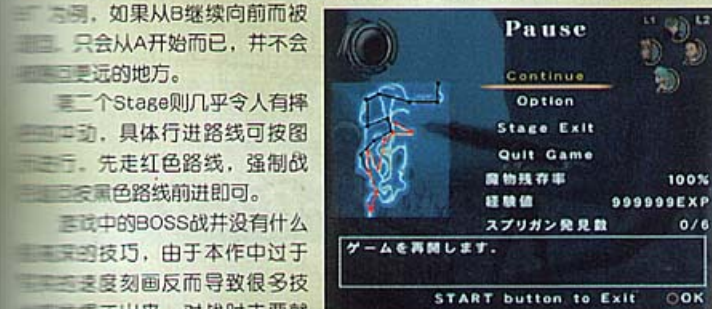 为例，如果从B继续向前而被
只会从A开始而已，并不会
更远的地方。
第二个Stage则几乎令人有摔
冲动，具体行进路线可按图
进行。先走红色路线，强制战
按黑色路线前进即可。
游戏中的BOSS战并没有什么
的技巧，由于本作中过于
速度刻画反而导致很多技
Pause
L1
L2
Continue
Option
Stage Exit
Quit Game
魔物残存率 100%
経験値 999999EXP
スプリガン発見数 0/6
ゲームを再開します。
START button to Exit ○OK